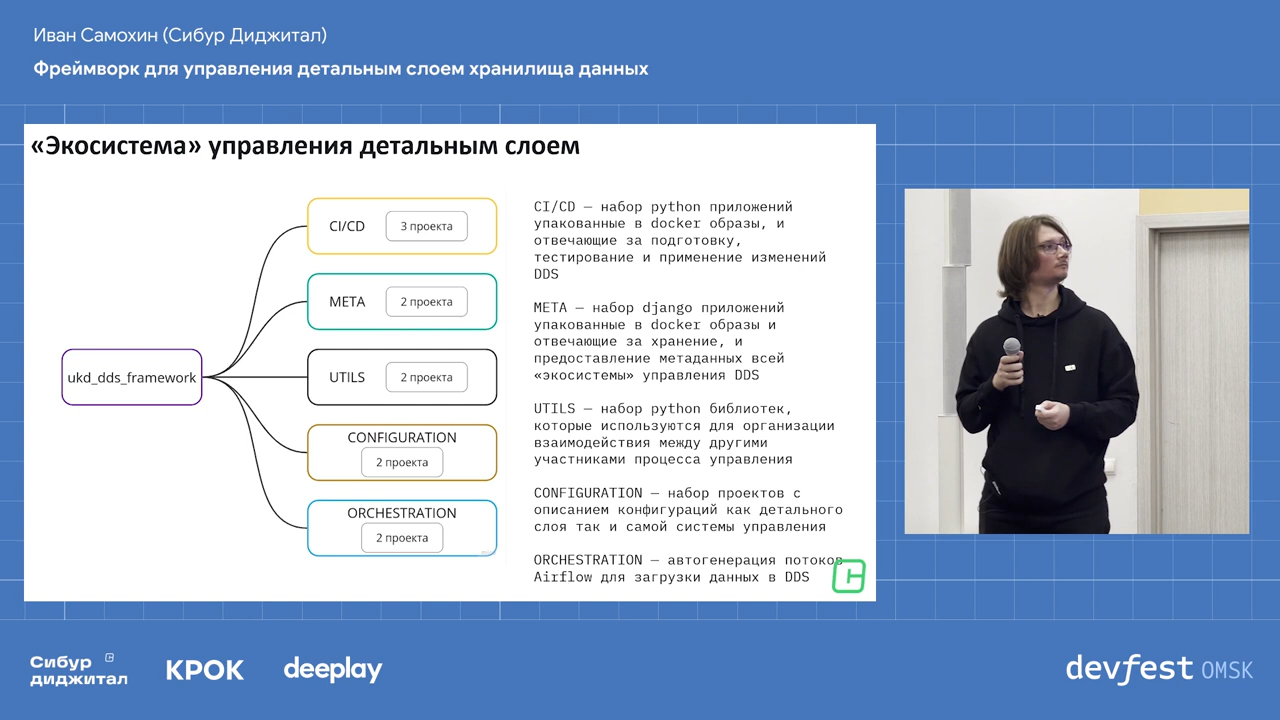 Иван Самохин (Сибур Диджитал)
Фреймворк для управления детальным слоем хранилища данных
«Экосистема» управления детальным слоем
ukd_dds_framework
CI/CD 3 проекта
META 2 проекта
UTILS 2 проекта
CONFIGURATION
2 проекта
ORCHESTRATION
2 проекта
CI/CD — набор python приложений
упакованные в docker образы, и
отвечающие за подготовку,
тестирование и применение изменений
DDS
META — набор django приложений
упакованные в docker образы и
отвечающие за хранение, и
предоставление метаданных всей
«экосистемы» управления DDS
UTILS — набор python библиотек,
которые используются для организации
взаимодействия между другими
участниками процесса управления
CONFIGURATION — набор проектов с
описанием конфигураций как детального
слоя так и самой системы управления
ORCHESTRATION — автогенерация потоков
Airflow для загрузки данных в DDS
Сибур
диджитал
КРОК
deeplay
devfest OMSK